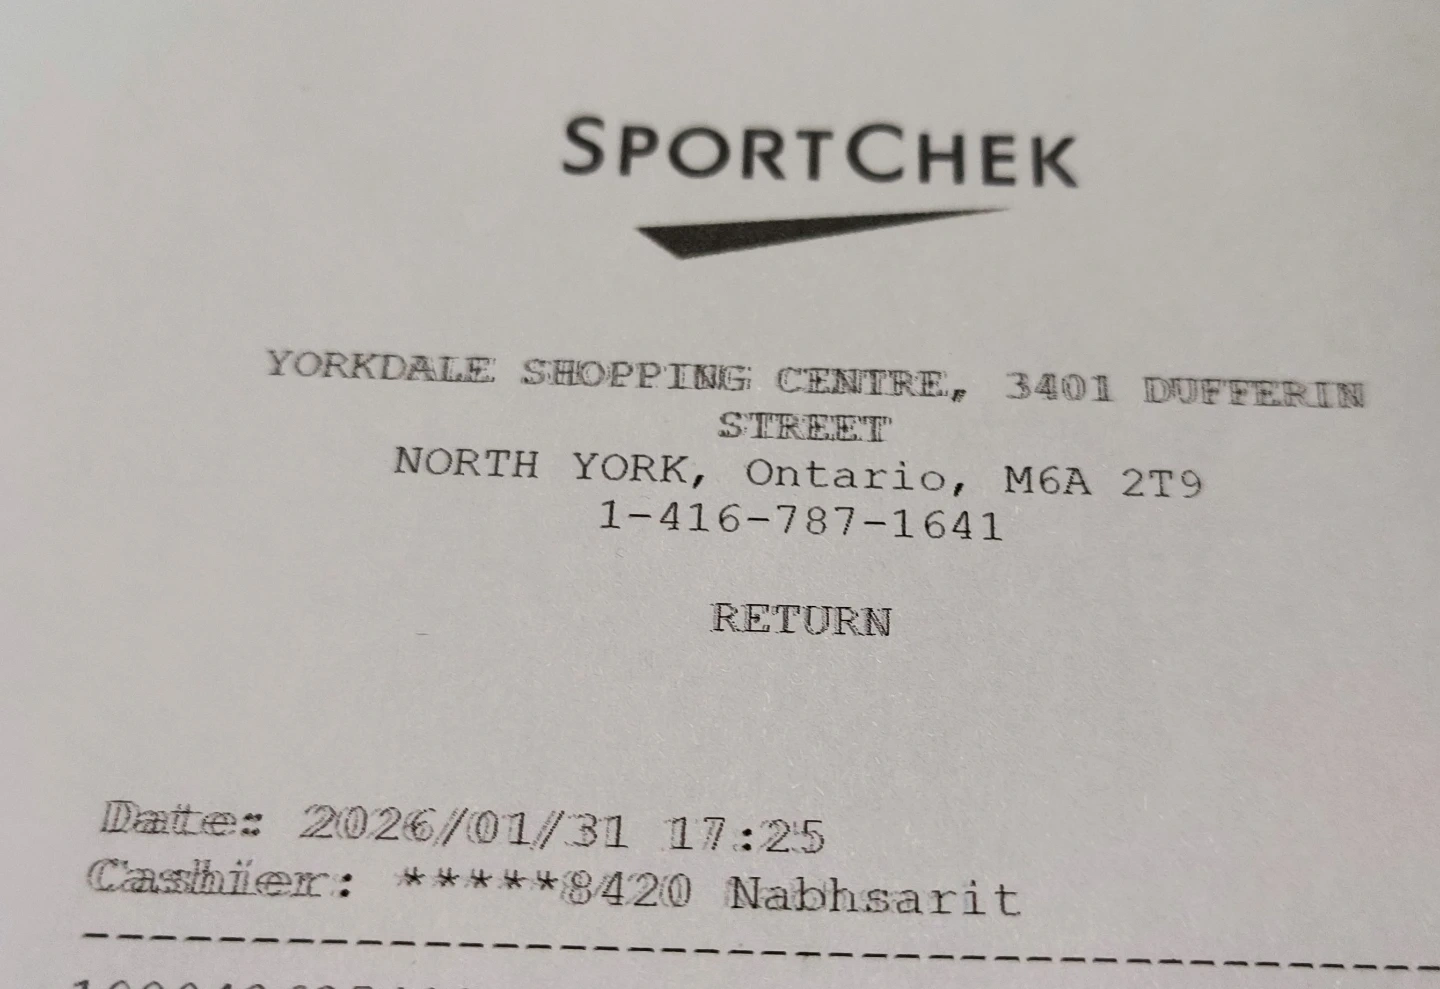 SPORTCHEK
YORKDALE SHOPPING CENTRE, 3401 DUFFERIN
STREET
NORTH YORK, Ontario, M6A 2T9
1-416-787-1641
RETURN
Date: 2026/01/31 17:25
Cashier: *****8420 Nabhsarit
--------------------------------------------